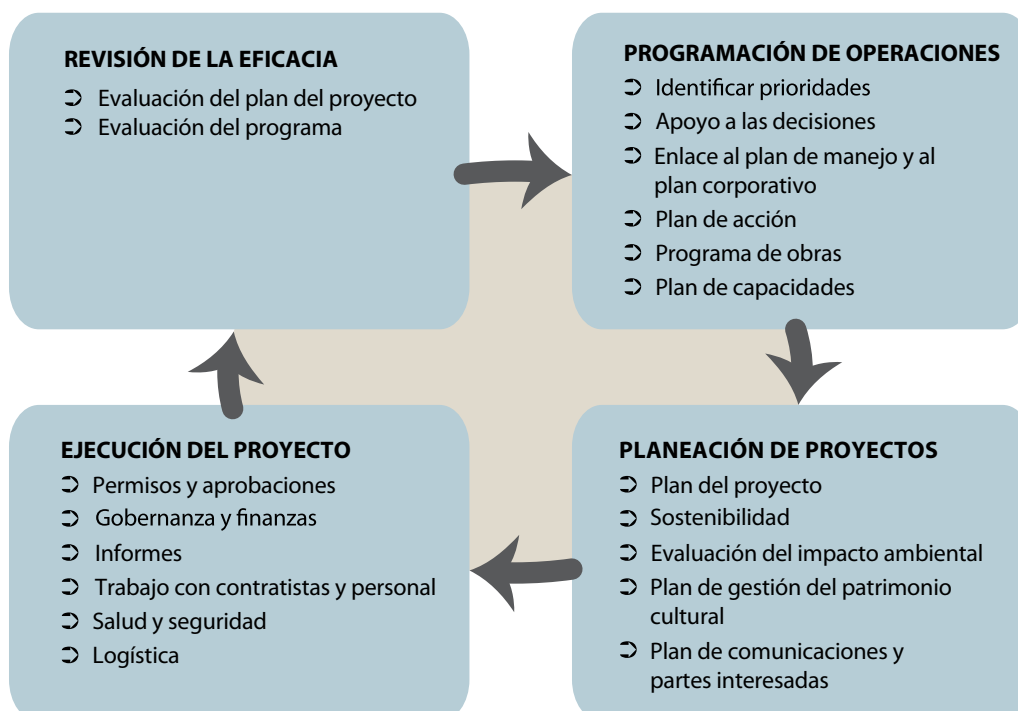 REVISIÓN DE LA EFICACIA
➲ Evaluación del plan del proyecto
➲ Evaluación del programa
PROGRAMACIÓN DE OPERACIONES
➲ Identificar prioridades
➲ Apoyo a las decisiones
➲ Enlace al plan de manejo y al
plan corporativo
➲ Plan de acción
➲ Programa de obras
➲ Plan de capacidades
EJECUCIÓN DEL PROYECTO
➲ Permisos y aprobaciones
➲ Gobernanza y finanzas
➲ Informes
➲ Trabajo con contratistas y personal
➲ Salud y seguridad
➲ Logística
PLANEACIÓN DE PROYECTOS
➲ Plan del proyecto
➲ Sostenibilidad
➲ Evaluación del impacto ambiental
➲ Plan de gestión del patrimonio
cultural
➲ Plan de comunicaciones y
partes interesadas